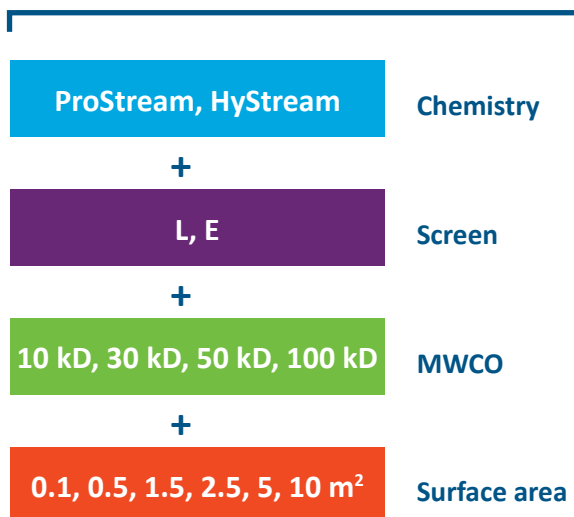 ProStream, HyStream Chemistry
+
L, E Screen
+
10 kD, 30 kD, 50 kD, 100 kD MWCO
+
0.1, 0.5, 1.5, 2.5, 5, 10 m² Surface area